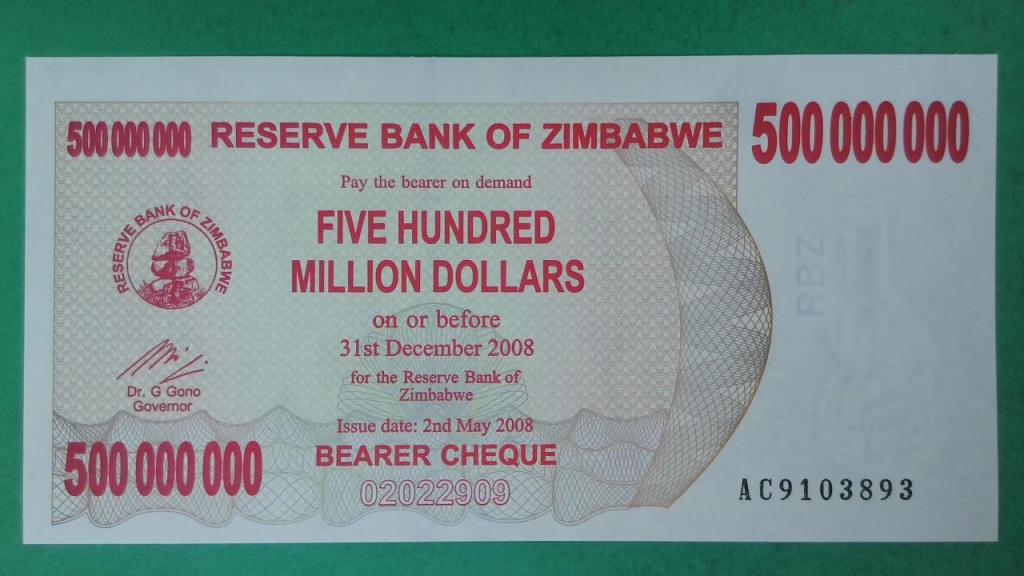 500 000 000 RESERVE BANK OF ZIMBABWE 500 000 000
Pay the bearer on demand
FIVE HUNDRED
MILLION DOLLARS
on or before
31st December 2008
for the Reserve Bank of
Zimbabwe
Issue date: 2nd May 2008
BEARER CHEQUE
02022909
RESERVE BANK OF ZIMBABWE
Dr. G Gono
Governor
500 000 000
RBZ
AC9103893